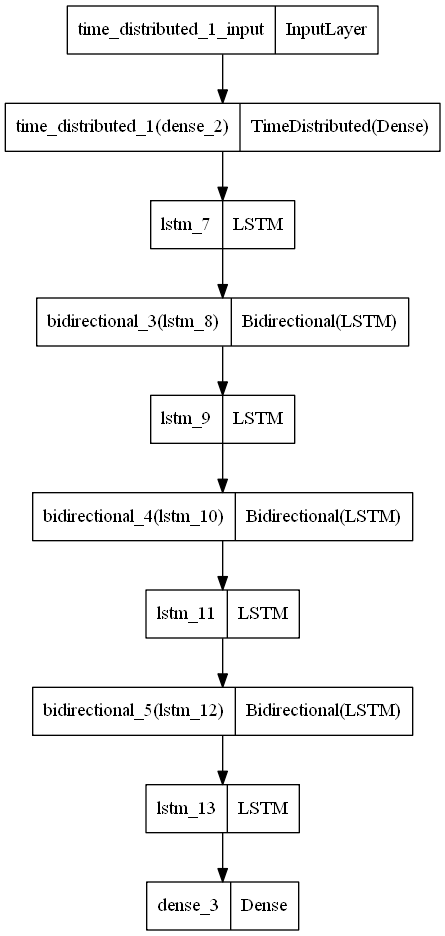 time_distributed_1_input InputLayer
time_distributed_1(dense_2) TimeDistributed(Dense)
lstm_7 LSTM
bidirectional_3(lstm_8) Bidirectional(LSTM)
lstm_9 LSTM
bidirectional_4(lstm_10) Bidirectional(LSTM)
lstm_11 LSTM
bidirectional_5(lstm_12) Bidirectional(LSTM)
lstm_13 LSTM
dense_3 Dense